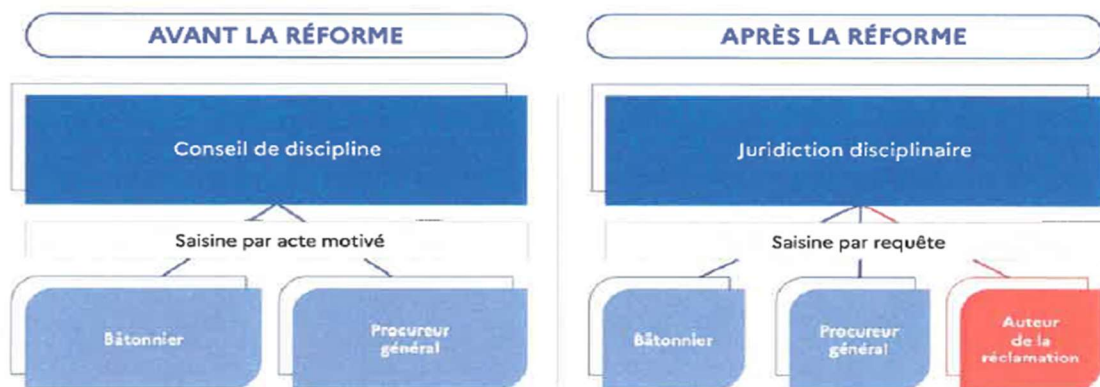 AVANT LA RÉFORME
Conseil de discipline
Saisine par acte motivé
Bâtonnier
Procureur
général
APRÈS LA RÉFORME
Juridiction disciplinaire
Saisine par requête
Bâtonnier
Procureur
général
Auteur
de la
réclamation